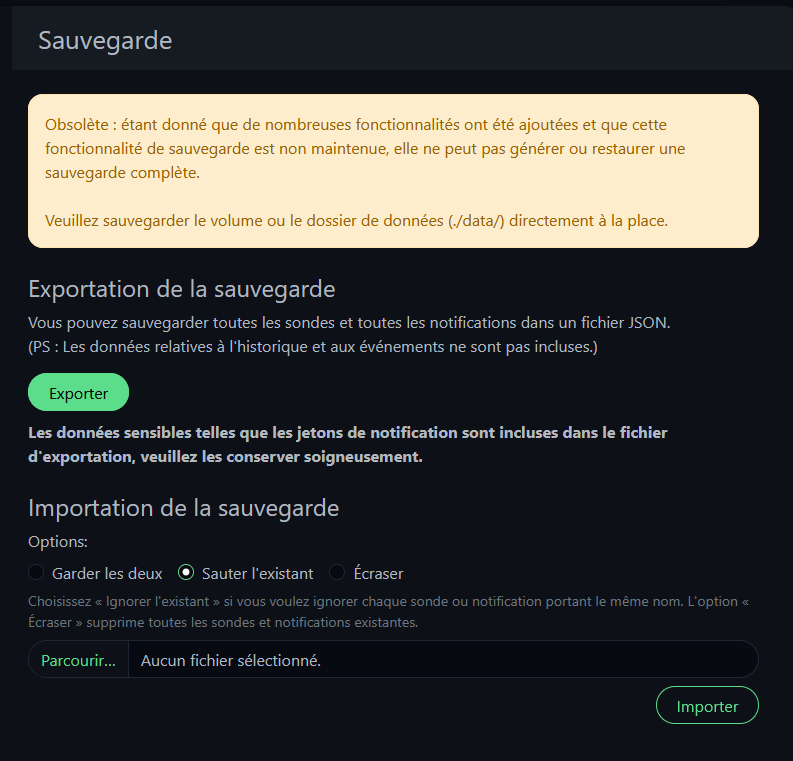 Sauvegarde
Obsolète : étant donné que de nombreuses fonctionnalités ont été ajoutées et que cette
fonctionnalité de sauvegarde est non maintenue, elle ne peut pas générer ou restaurer une
sauvegarde complète.
Veuillez sauvegarder le volume ou le dossier de données (./data/) directement à la place.
Exportation de la sauvegarde
Vous pouvez sauvegarder toutes les sondes et toutes les notifications dans un fichier JSON.
(PS : Les données relatives à l'historique et aux événements ne sont pas incluses.)
Exporter
Les données sensibles telles que les jetons de notification sont incluses dans le fichier
d'exportation, veuillez les conserver soigneusement.
Importation de la sauvegarde
Options:
Garder les deux Sauter l'existant Écraser
Choisissez « Ignorer l'existant » si vous voulez ignorer chaque sonde ou notification portant le même nom. L'option «
Écraser » supprime toutes les sondes et notifications existantes.
Parcourir... Aucun fichier sélectionné.
Importer